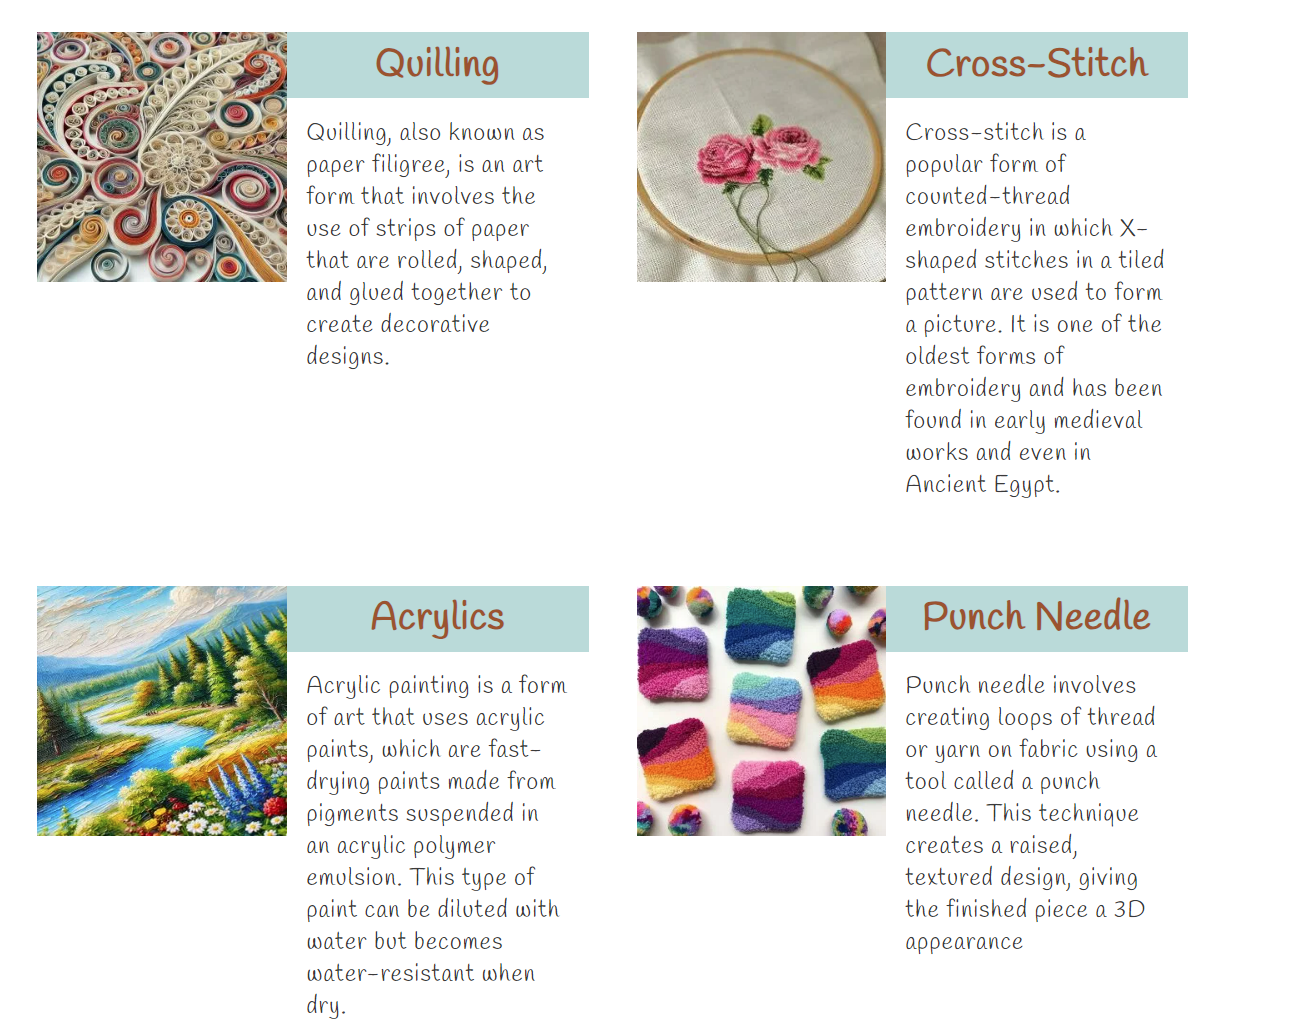 Quilling
Quilling, also known as
paper filigree, is an art
form that involves the
use of strips of paper
that are rolled, shaped,
and glued together to
create decorative
designs.
Cross-Stitch
Cross-stitch is a
popular form of
counted-thread
embroidery in which X-
shaped stitches in a tiled
pattern are used to form
a picture. It is one of the
oldest forms of
embroidery and has been
found in early medieval
works and even in
Ancient Egypt.
Acrylics
Acrylic painting is a form
of art that uses acrylic
paints, which are fast-
drying paints made from
pigments suspended in
an acrylic polymer
emulsion. This type of
paint can be diluted with
water but becomes
water-resistant when
dry.
Punch Needle
Punch needle involves
creating loops of thread
or yarn on fabric using a
tool called a punch
needle. This technique
creates a raised,
textured design, giving
the finished piece a 3D
appearance